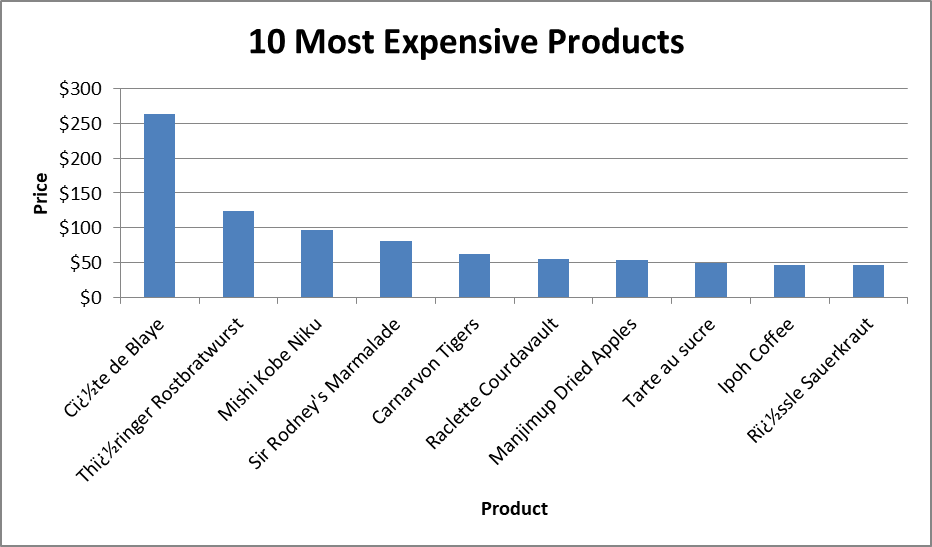 10 Most Expensive Products
$300
$250
$200
$150
$100
$50
$0
Price
Cï¿½te de Blaye
Thï¿½ringer Rostbratwurst
Mishi Kobe Niku
Sir Rodney's Marmalade
Carnarvon Tigers
Raclette Courdavault
Manjimup Dried Apples
Tarte au sucre
Ipoh Coffee
Rï¿½ssle Sauerkraut
Product